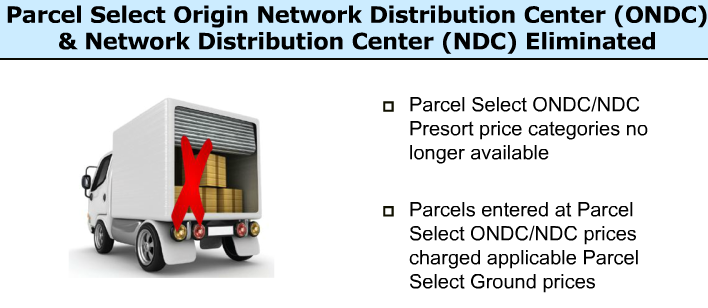 Parcel Select Origin Network Distribution Center (ONDC)
& Network Distribution Center (NDC) Eliminated
Parcel Select ONDC/NDC
Presort price categories no
longer available
Parcels entered at Parcel
Select ONDC/NDC prices
charged applicable Parcel
Select Ground prices